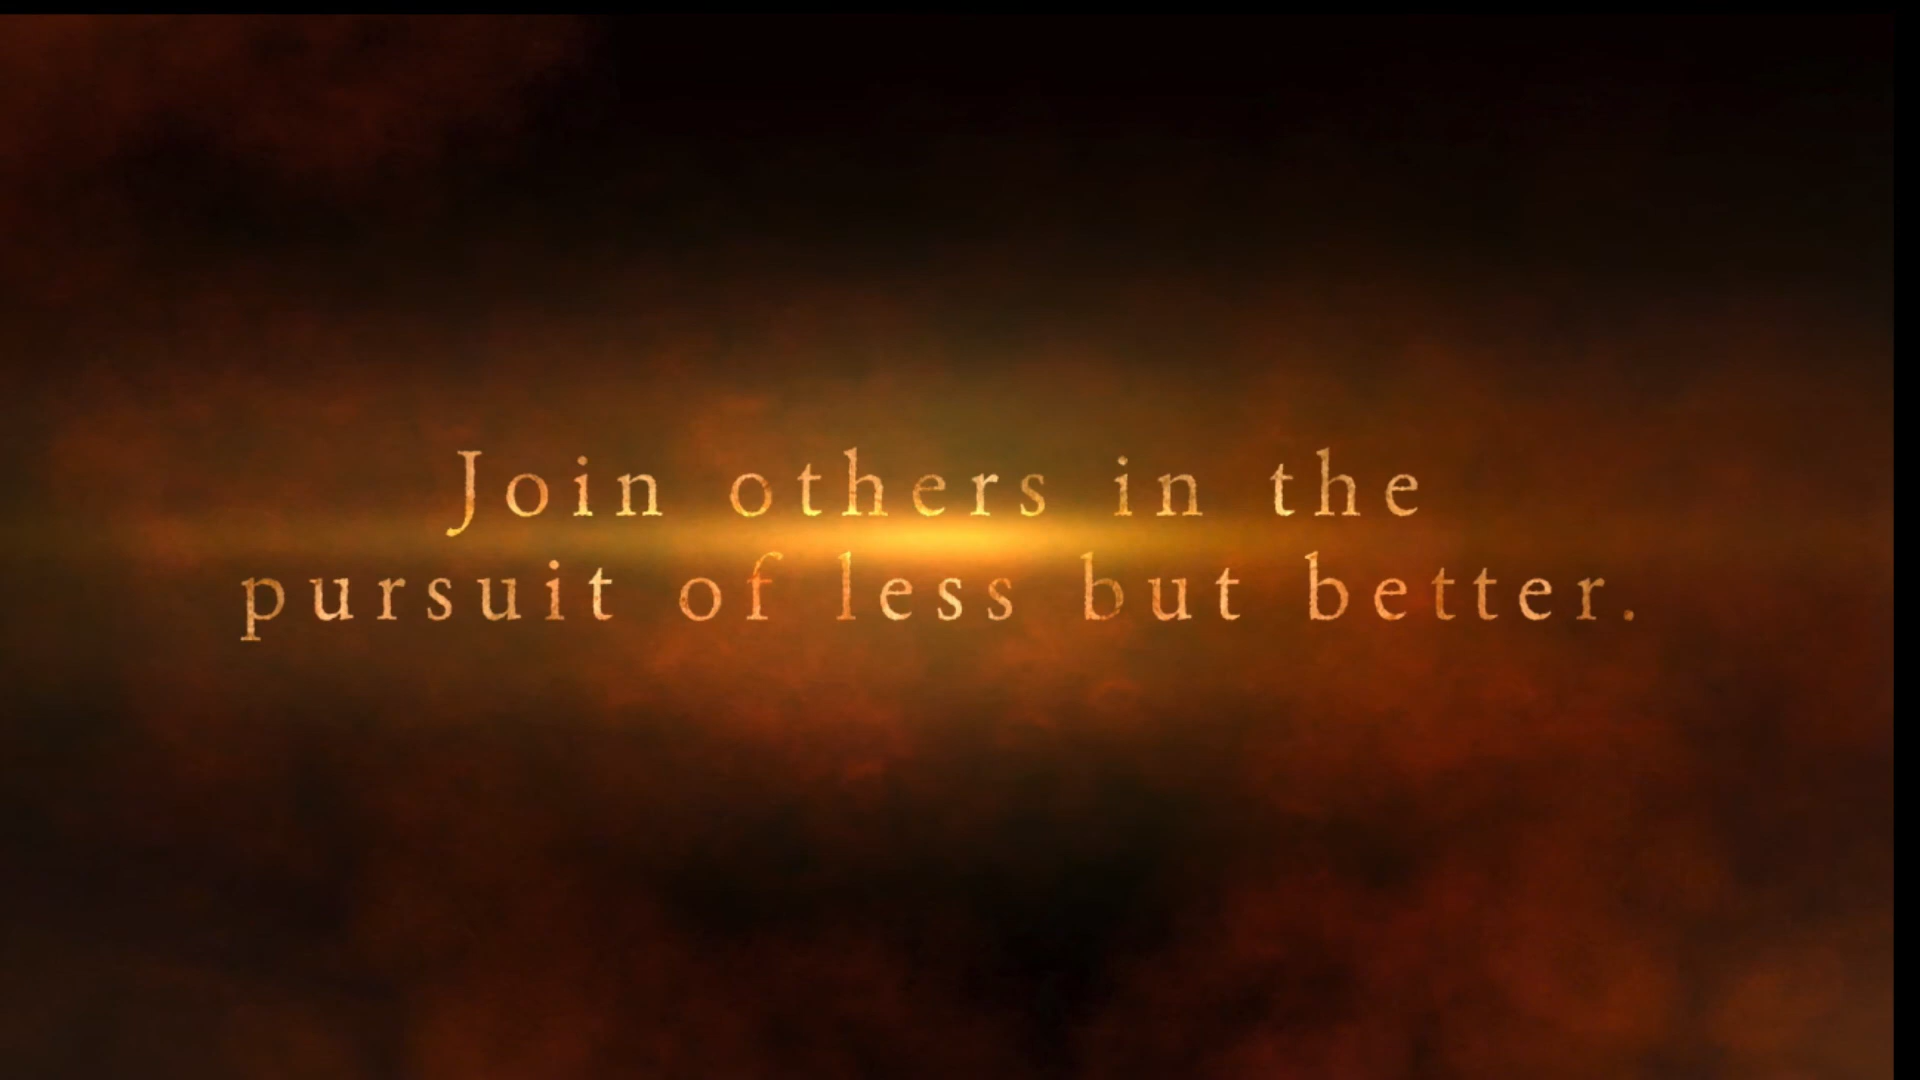 Join others in the
pursuit of less but better.